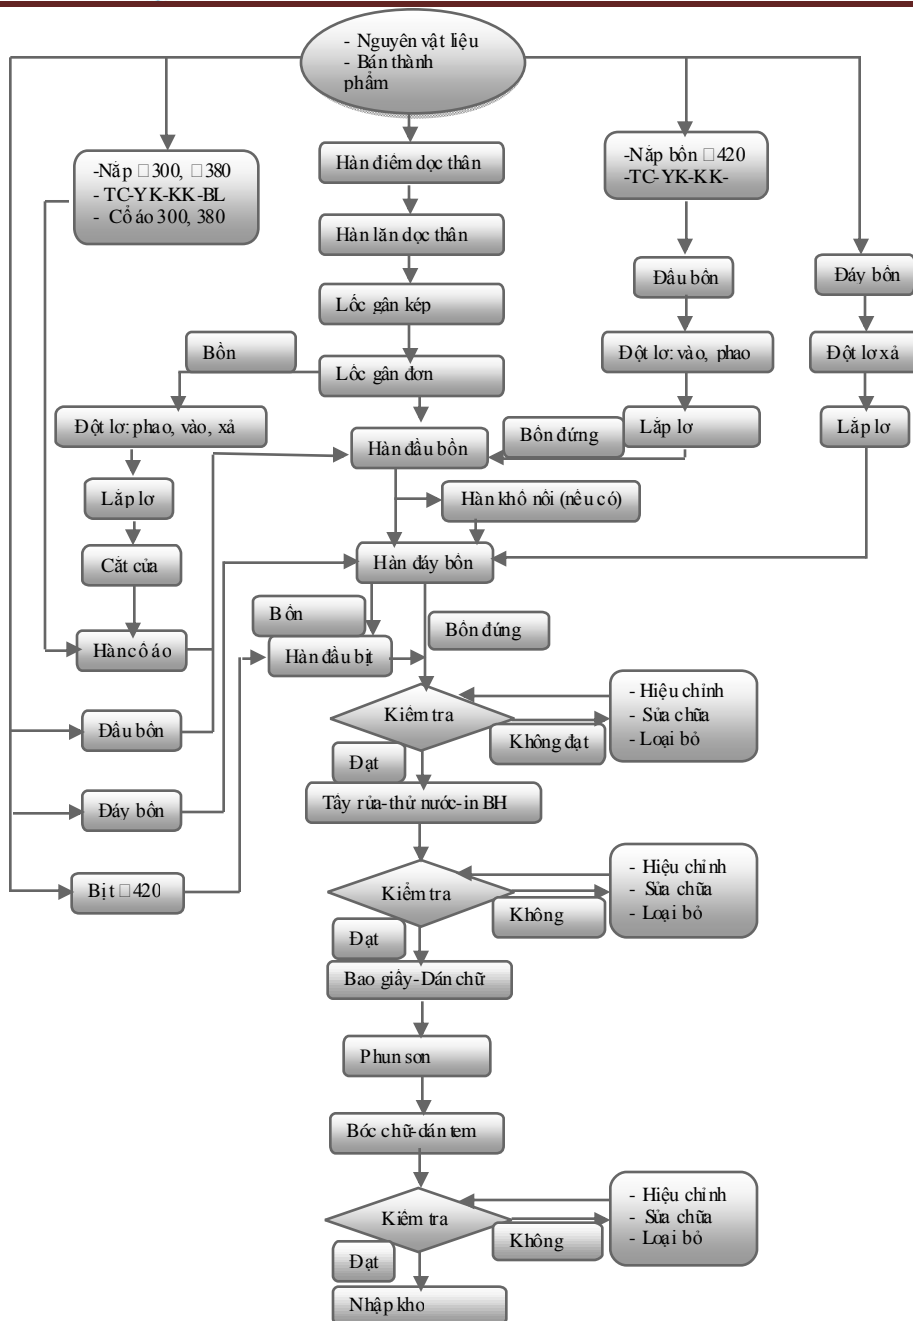 - Nguyên vật liệu
- Bán thành
phẩm
-Nắp □300, □380
- TC-YK-KK-BL
- Cổ áo 300, 380
Hàn điểm dọc thân
-Nắp bồn □420
-TC-YK-KK-
Hàn lăn dọc thân
Đầu bồn
Đáy bồn
Lốc gân kép
Bồn
Đột lơ: vào, phao
Đột lơ xả
Lốc gân đơn
Đột lơ: phao, vào, xả
Bồn đứng
Lắp lơ
Lắp lơ
Hàn đầu bồn
Lắp lơ
Hàn khổ nối (nếu có)
Cắt cửa
Hàn đáy bồn
Bồn
Bồn đứng
Hàn cổ áo
Hàn đầu bịt
Kiểm tra
- Hiệu chỉnh
- Sửa chữa
- Loại bỏ
Đầu bồn
Không đạt
Đạt
Đáy bồn
Tẩy rửa-thử nước-in BH
Bịt □420
Kiểm tra
- Hiệu chỉnh
- Sửa chữa
- Loại bỏ
Không
Đạt
Bao giấy-Dán chữ
Phun sơn
Bóc chữ-dán tem
Kiểm tra
- Hiệu chỉnh
- Sửa chữa
- Loại bỏ
Không
Đạt
Nhập kho